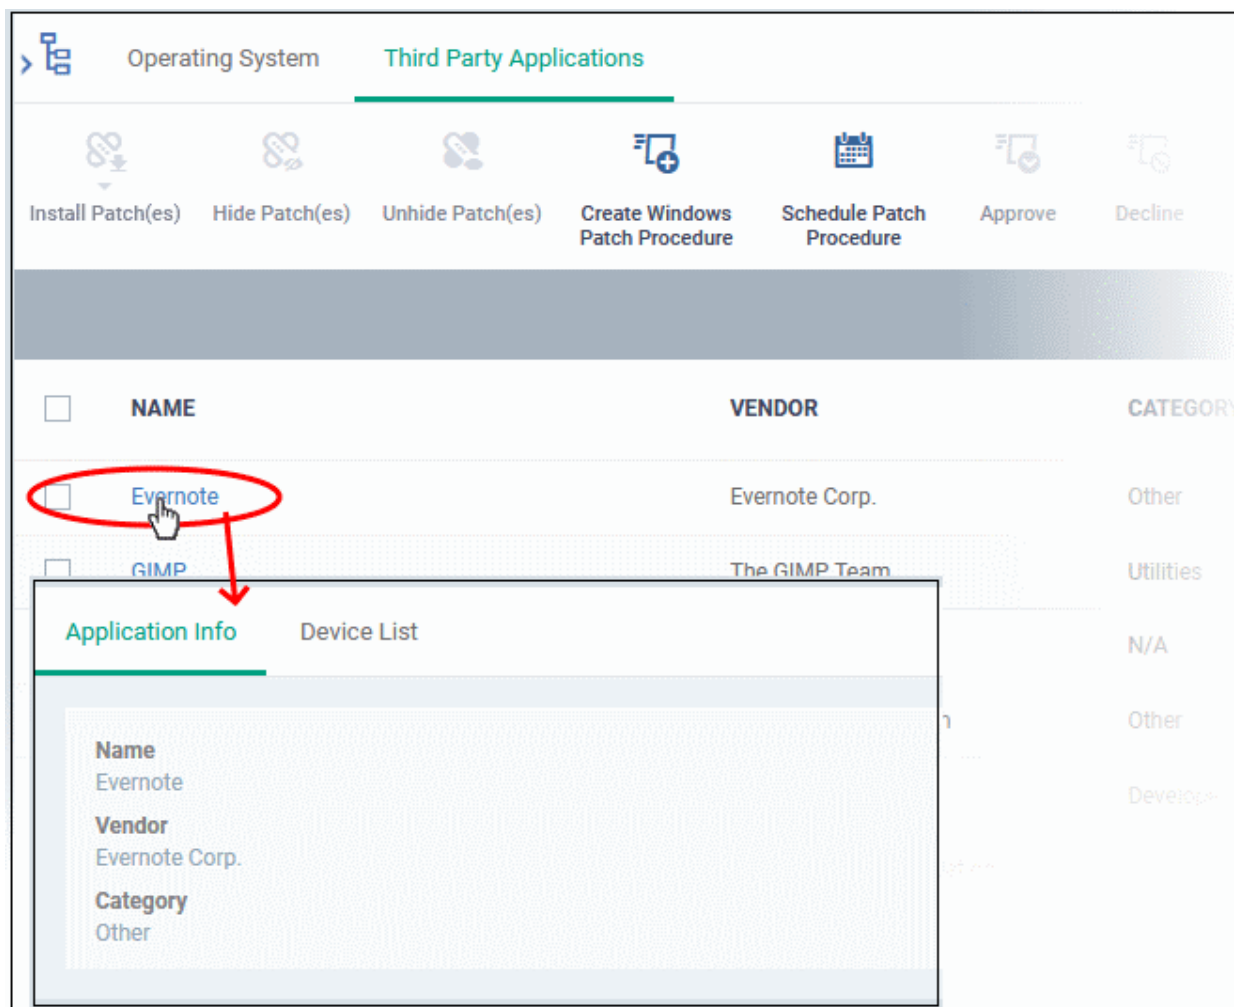 Operating System Third Party Applications
Install Patch(es) Hide Patch(es) Unhide Patch(es) Create Windows Patch Procedure Schedule Patch Procedure Approve Decline
NAME VENDOR CATEGORY
Evernote Evernote Corp. Other
GIMP The GIMP Team Utilities
N/A
Other
Application Info Device List
Name
Evernote
Vendor
Evernote Corp.
Category
Other